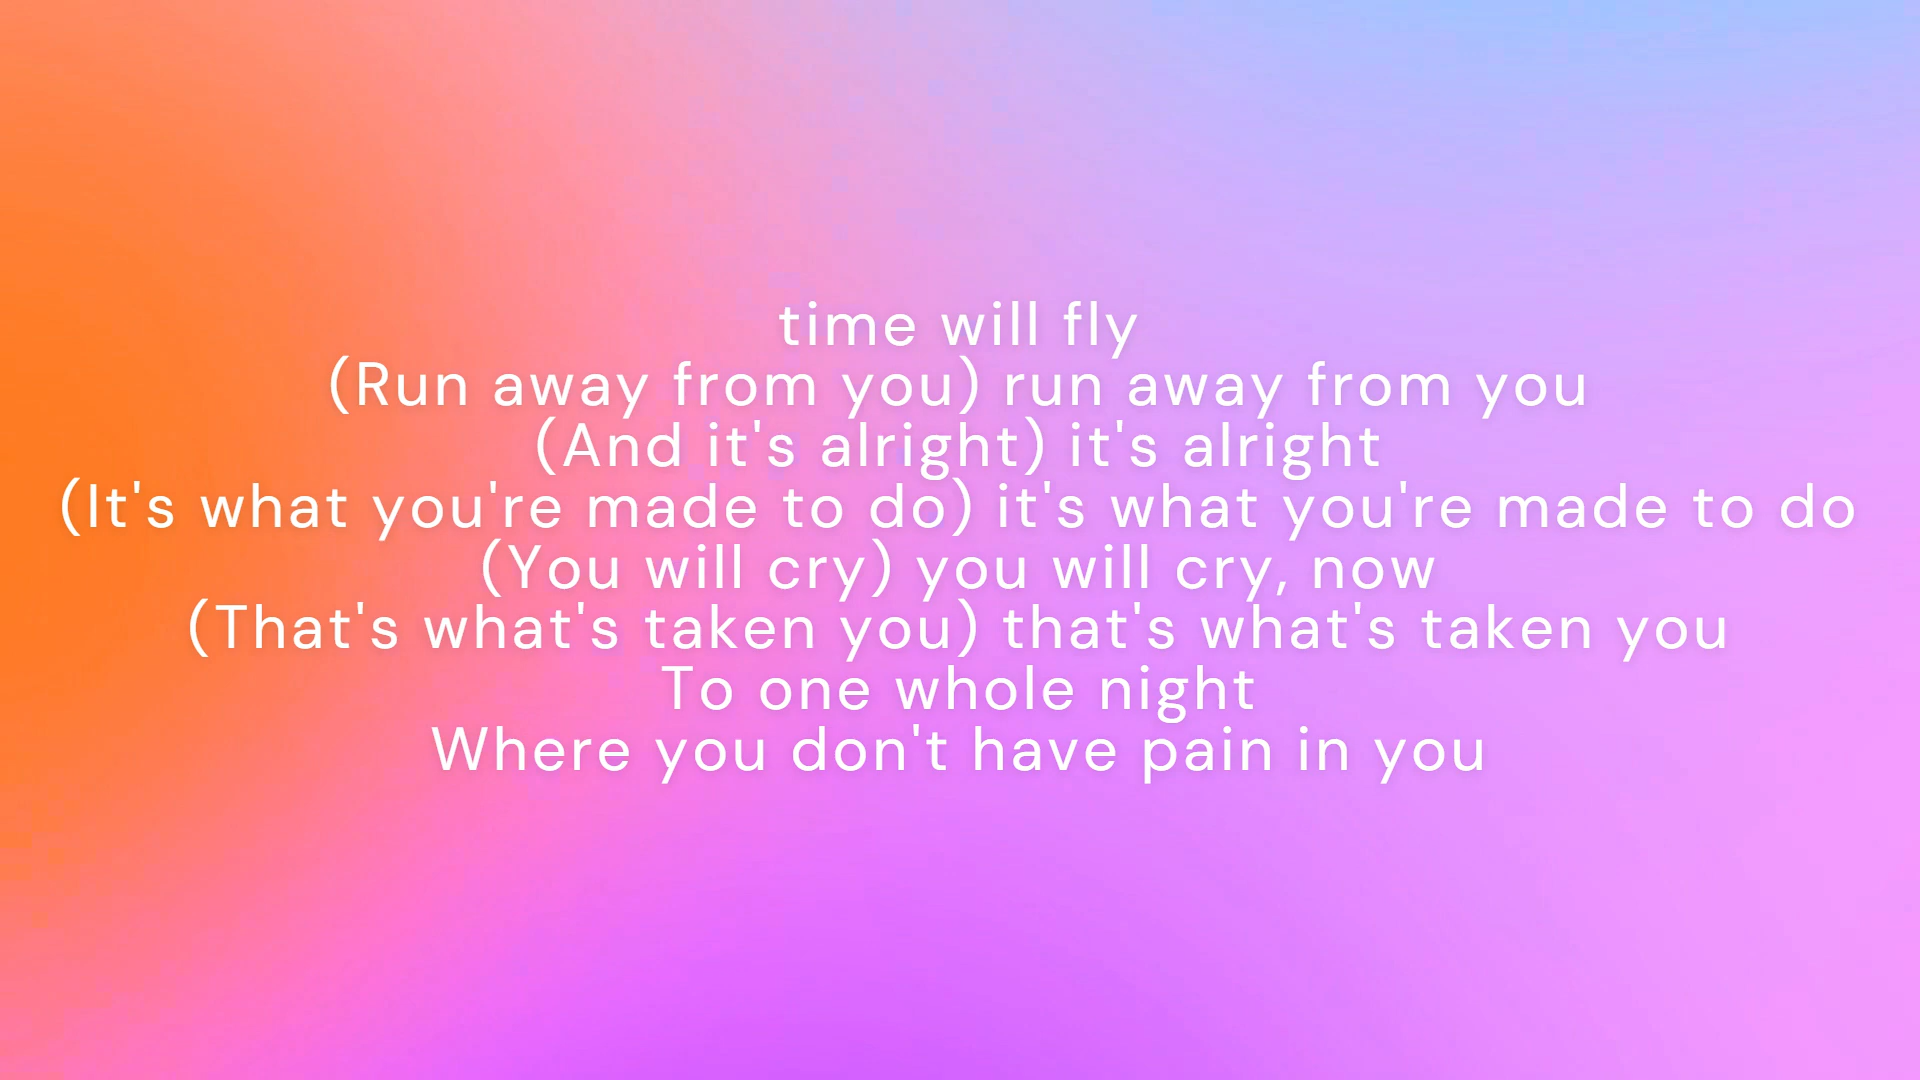 time will fly
(Run away from you) run away from you
(And it's alright) it's alright
(It's what you're made to do) it's what you're made to do
(You will cry) you will cry, now
(That's what's taken you) that's what's taken you
To one whole night
Where you don't have pain in you